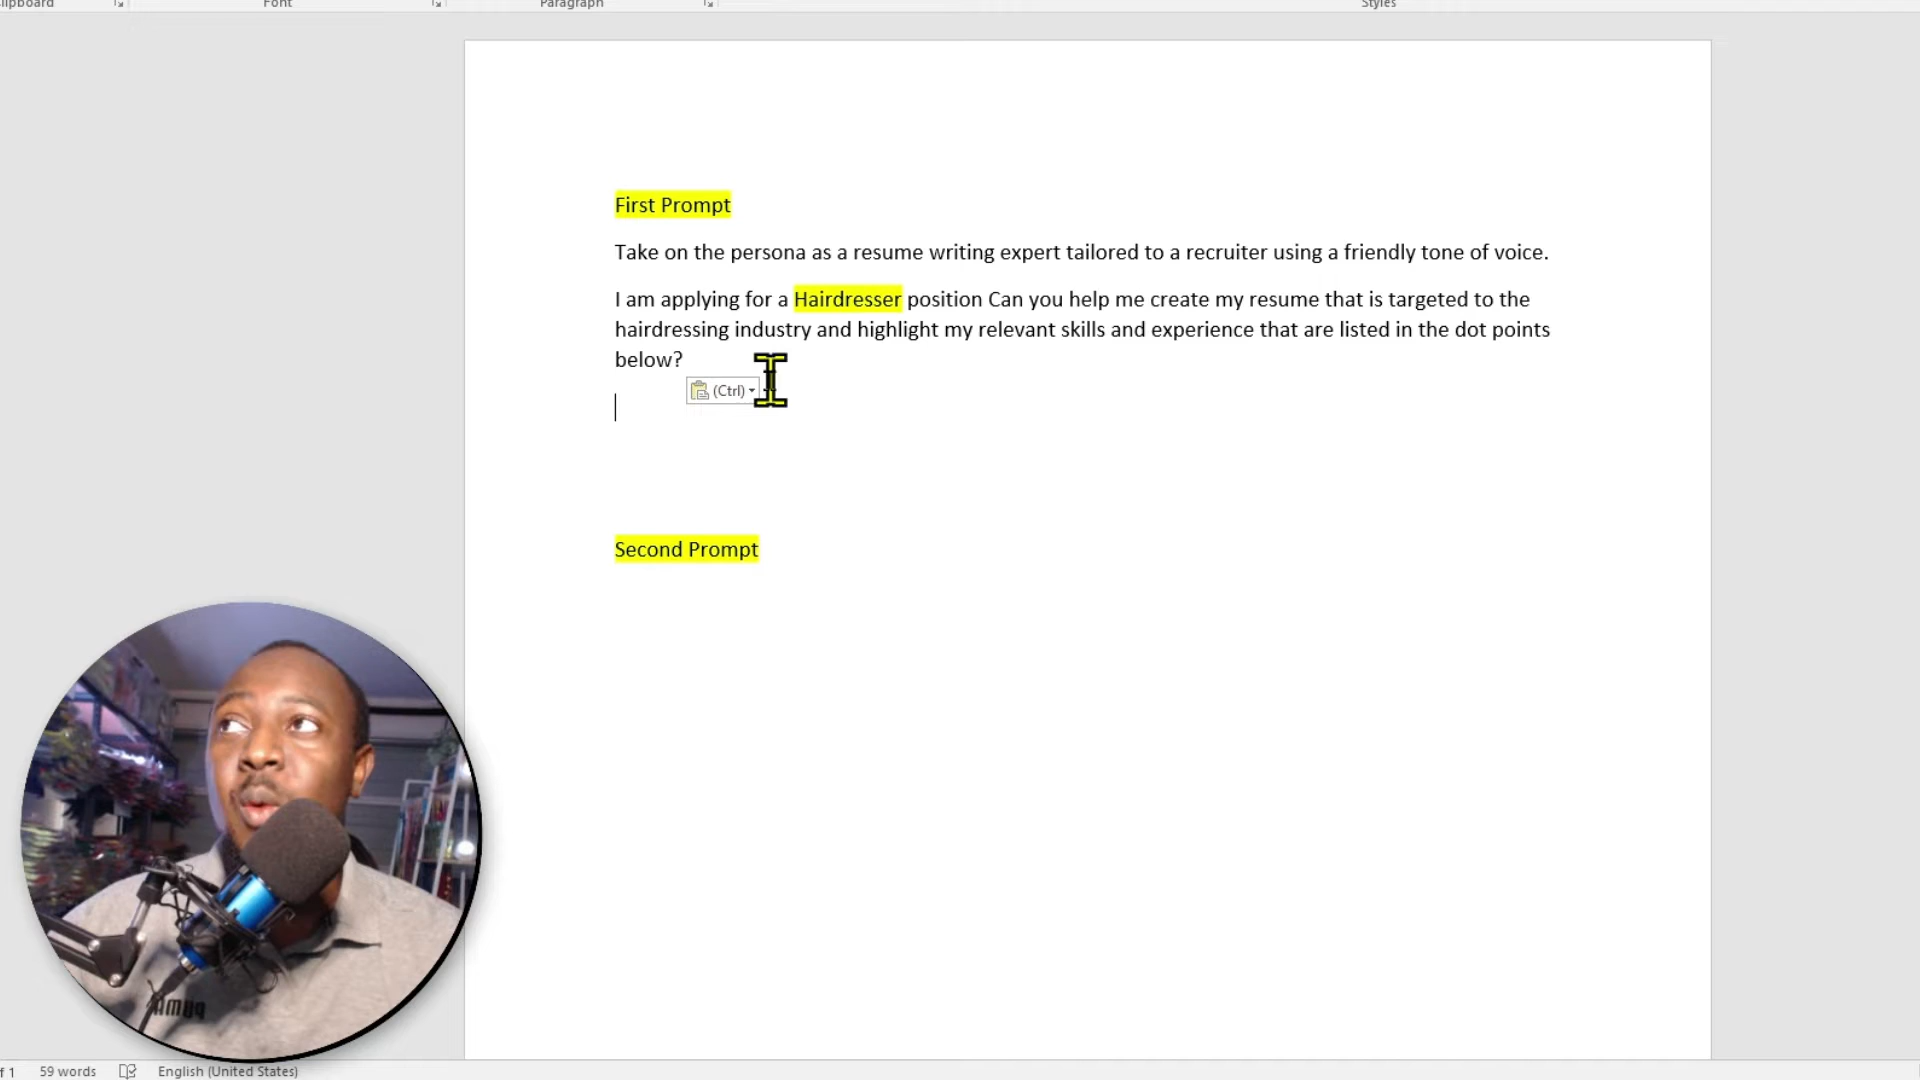 Clipboard Font Paragraph Styles
First Prompt
Take on the persona as a resume writing expert tailored to a recruiter using a friendly tone of voice.
I am applying for a Hairdresser position Can you help me create my resume that is targeted to the
hairdressing industry and highlight my relevant skills and experience that are listed in the dot points
below?
(Ctrl)
Second Prompt
PUMA
f 1 59 words English (United States)